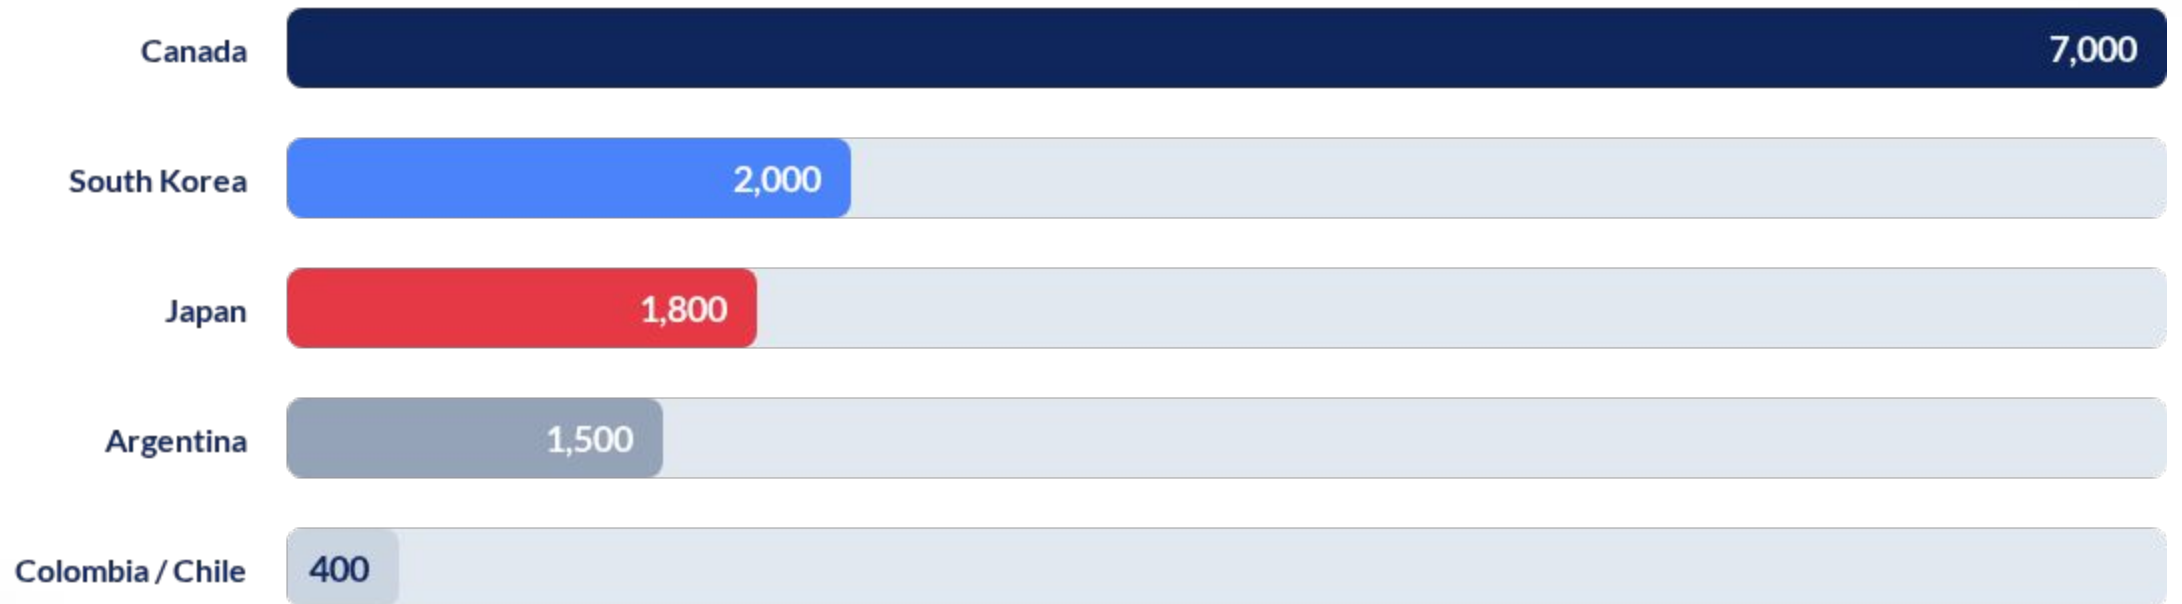 Canada 7,000
South Korea 2,000
Japan 1,800
Argentina 1,500
Colombia / Chile 400